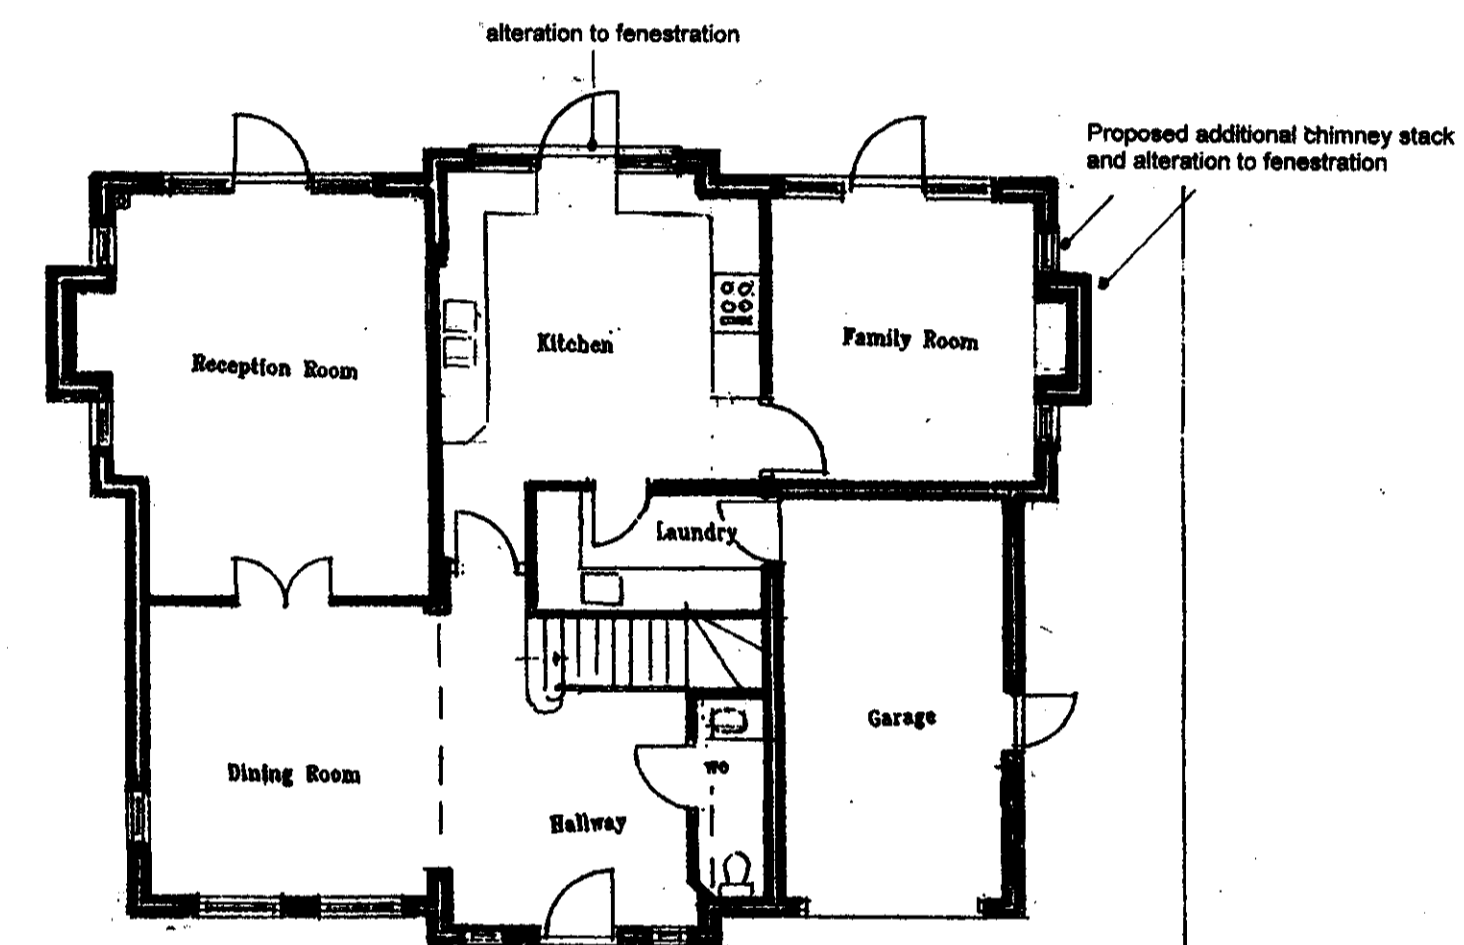 alteration to fenestration
Proposed additional chimney stack
and alteration to fenestration
Reception Room
Kitchen
Family Room
Laundry
Garage
Dining Room
wc
Hallway